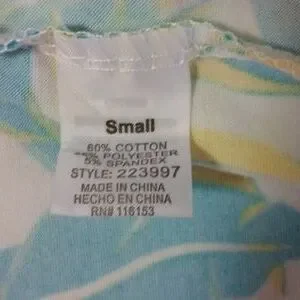 Small
60% COTTON
POLYESTER
5% SPANDEX
STYLE: 223997
MADE IN CHINA
HECHO EN CHINA
RN# 116153